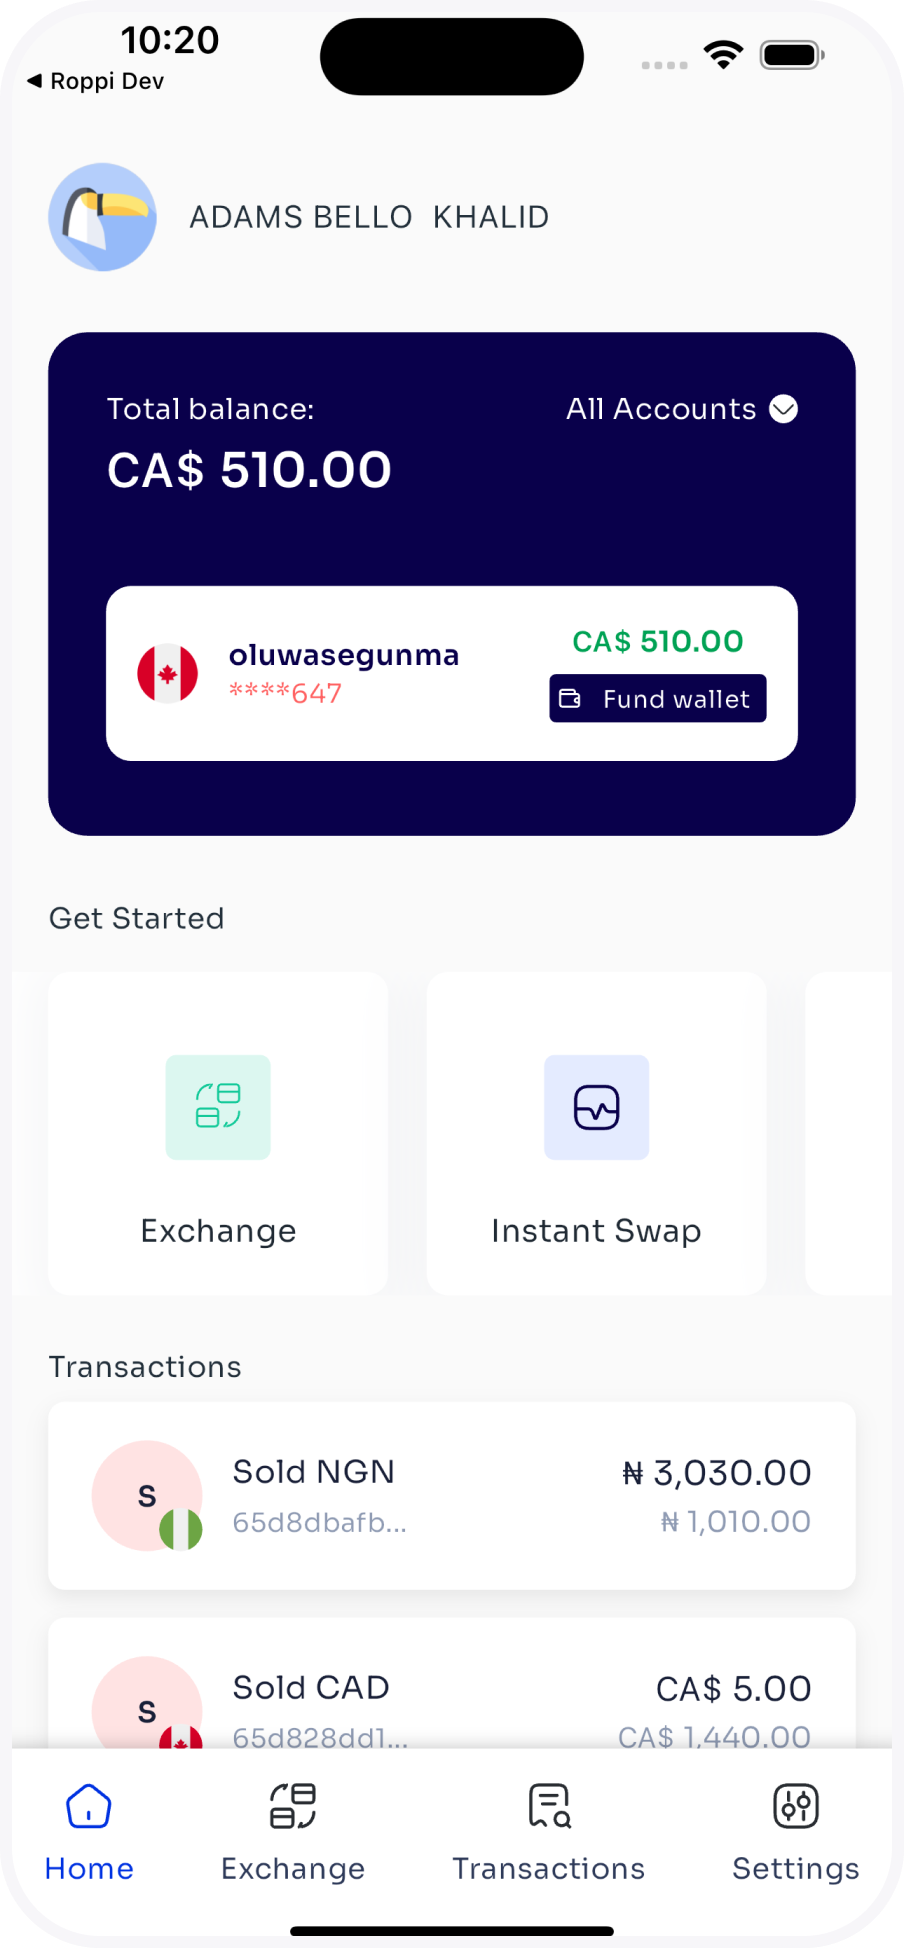 10:20
◀ Roppi Dev
ADAMS BELLO  KHALID
Total balance:
All Accounts
CA$ 510.00
oluwasegunma
****647
CA$ 510.00
Fund wallet
Get Started
Exchange
Instant Swap
Transactions
S
Sold NGN
₦ 3,030.00
65d8dbafb...
₦ 1,010.00
S
Sold CAD
CA$ 5.00
65d828dd1...
CA$ 1,440.00
Home
Exchange
Transactions
Settings